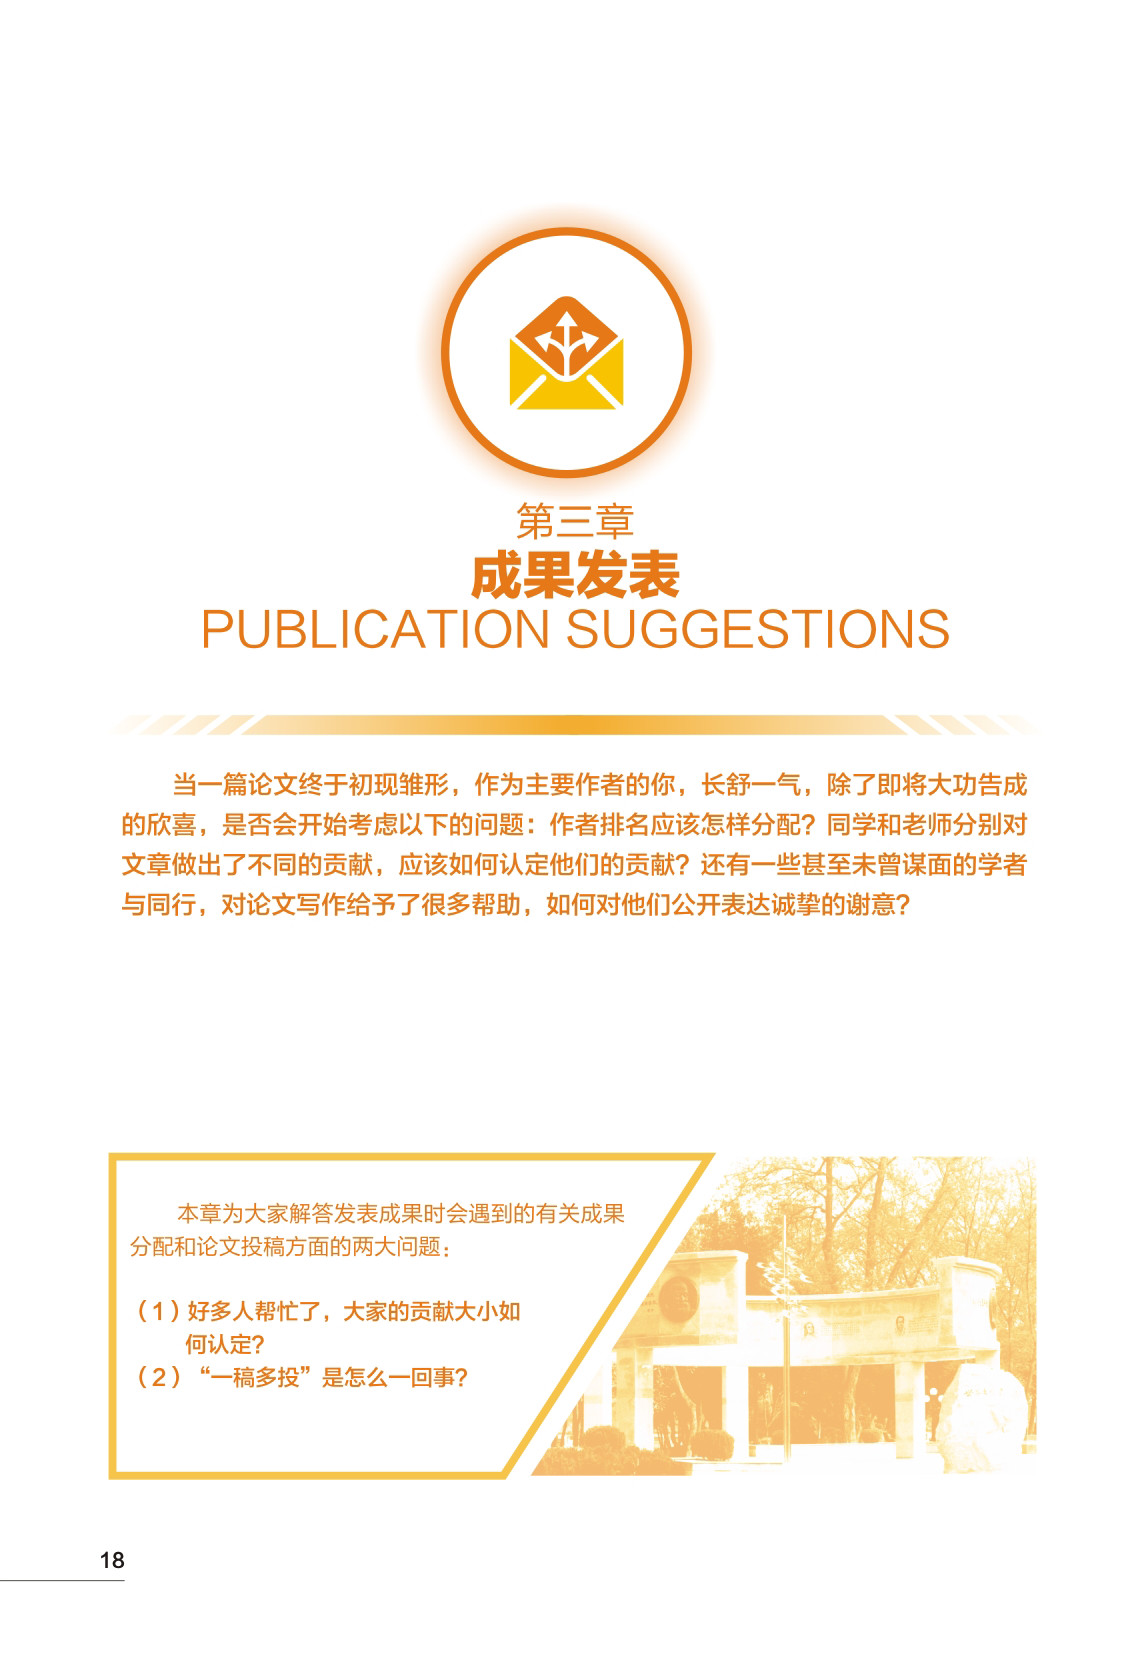 第三章
成果发表
PUBLICATION SUGGESTIONS
当一篇论文终于初现雏形，作为主要作者的你，长舒一气，除了即将大功告成
的欣喜，是否会开始考虑以下的问题：作者排名应该怎样分配？同学和老师分别对
文章做出了不同的贡献，应该如何认定他们的贡献？还有一些甚至未曾谋面的学者
与同行，对论文写作给予了很多帮助，如何对他们公开表达诚挚的谢意？
本章为大家解答发表成果时会遇到的有关成果
分配和论文投稿方面的两大问题：
（1）好多人帮忙了，大家的贡献大小如
何认定？
（2）“一稿多投”是怎么一回事？
18